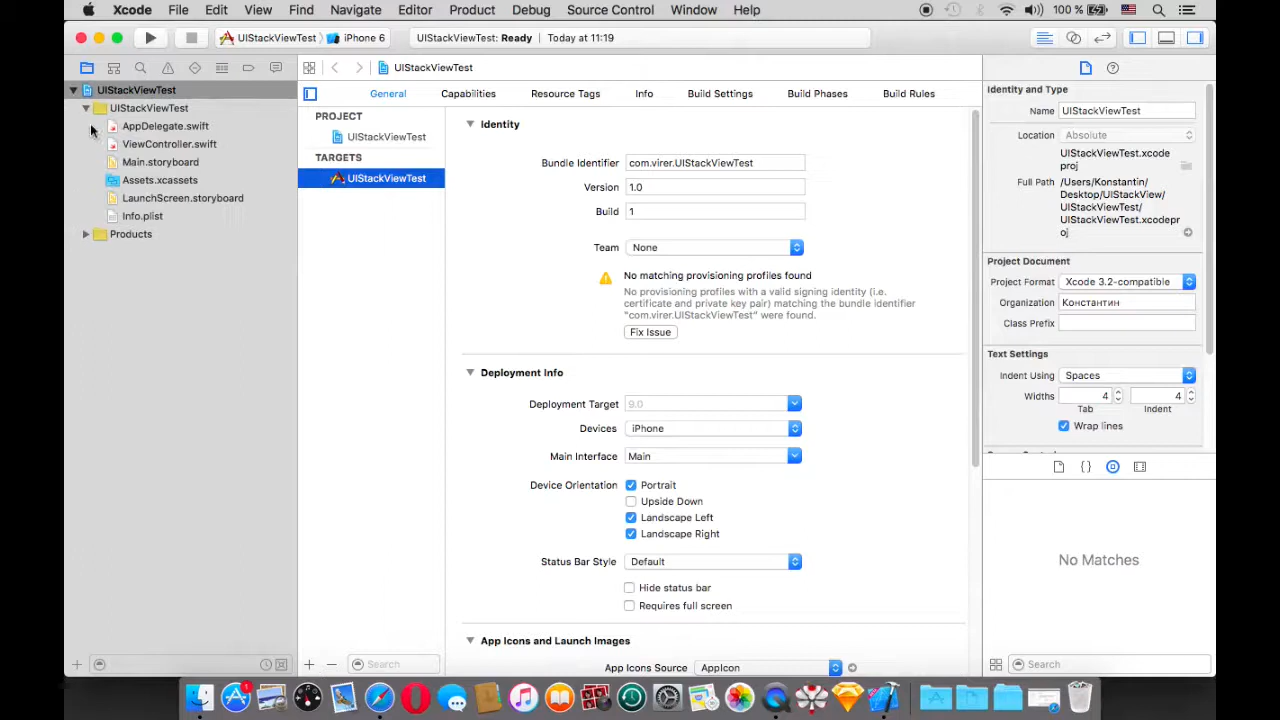 Xcode File Edit View Find Navigate Editor Product Debug Source Control Window Help 100 %
UIStackViewTest iPhone 6 UIStackViewTest: Ready Today at 11:19
UIStackViewTest
UIStackViewTest
AppDelegate.swift
ViewController.swift
Main.storyboard
Assets.xcassets
LaunchScreen.storyboard
Info.plist
Products
UIStackViewTest
General Capabilities Resource Tags Info Build Settings Build Phases Build Rules
PROJECT
UIStackViewTest
TARGETS
UIStackViewTest
Identity
Bundle Identifier com.virer.UIStackViewTest
Version 1.0
Build 1
Team None
No matching provisioning profiles found
No provisioning profiles with a valid signing identity (i.e.
certificate and private key pair) matching the bundle identifier
“com.virer.UIStackViewTest” were found.
Fix Issue
Deployment Info
Deployment Target 9.0
Devices iPhone
Main Interface Main
Device Orientation Portrait
Upside Down
Landscape Left
Landscape Right
Status Bar Style Default
Hide status bar
Requires full screen
App Icons and Launch Images
App Icons Source AppIcon
Search
Identity and Type
Name UIStackViewTest
Location Absolute
UIStackViewTest.xcode
proj
Full Path /Users/Konstantin/
Desktop/UIStackView/
UIStackViewTest/
UIStackViewTest.xcodepr
oj
Project Document
Project Format Xcode 3.2-compatible
Organization Константин
Class Prefix
Text Settings
Indent Using Spaces
Widths 4 4
Tab Indent
Wrap lines
No Matches
Search
1